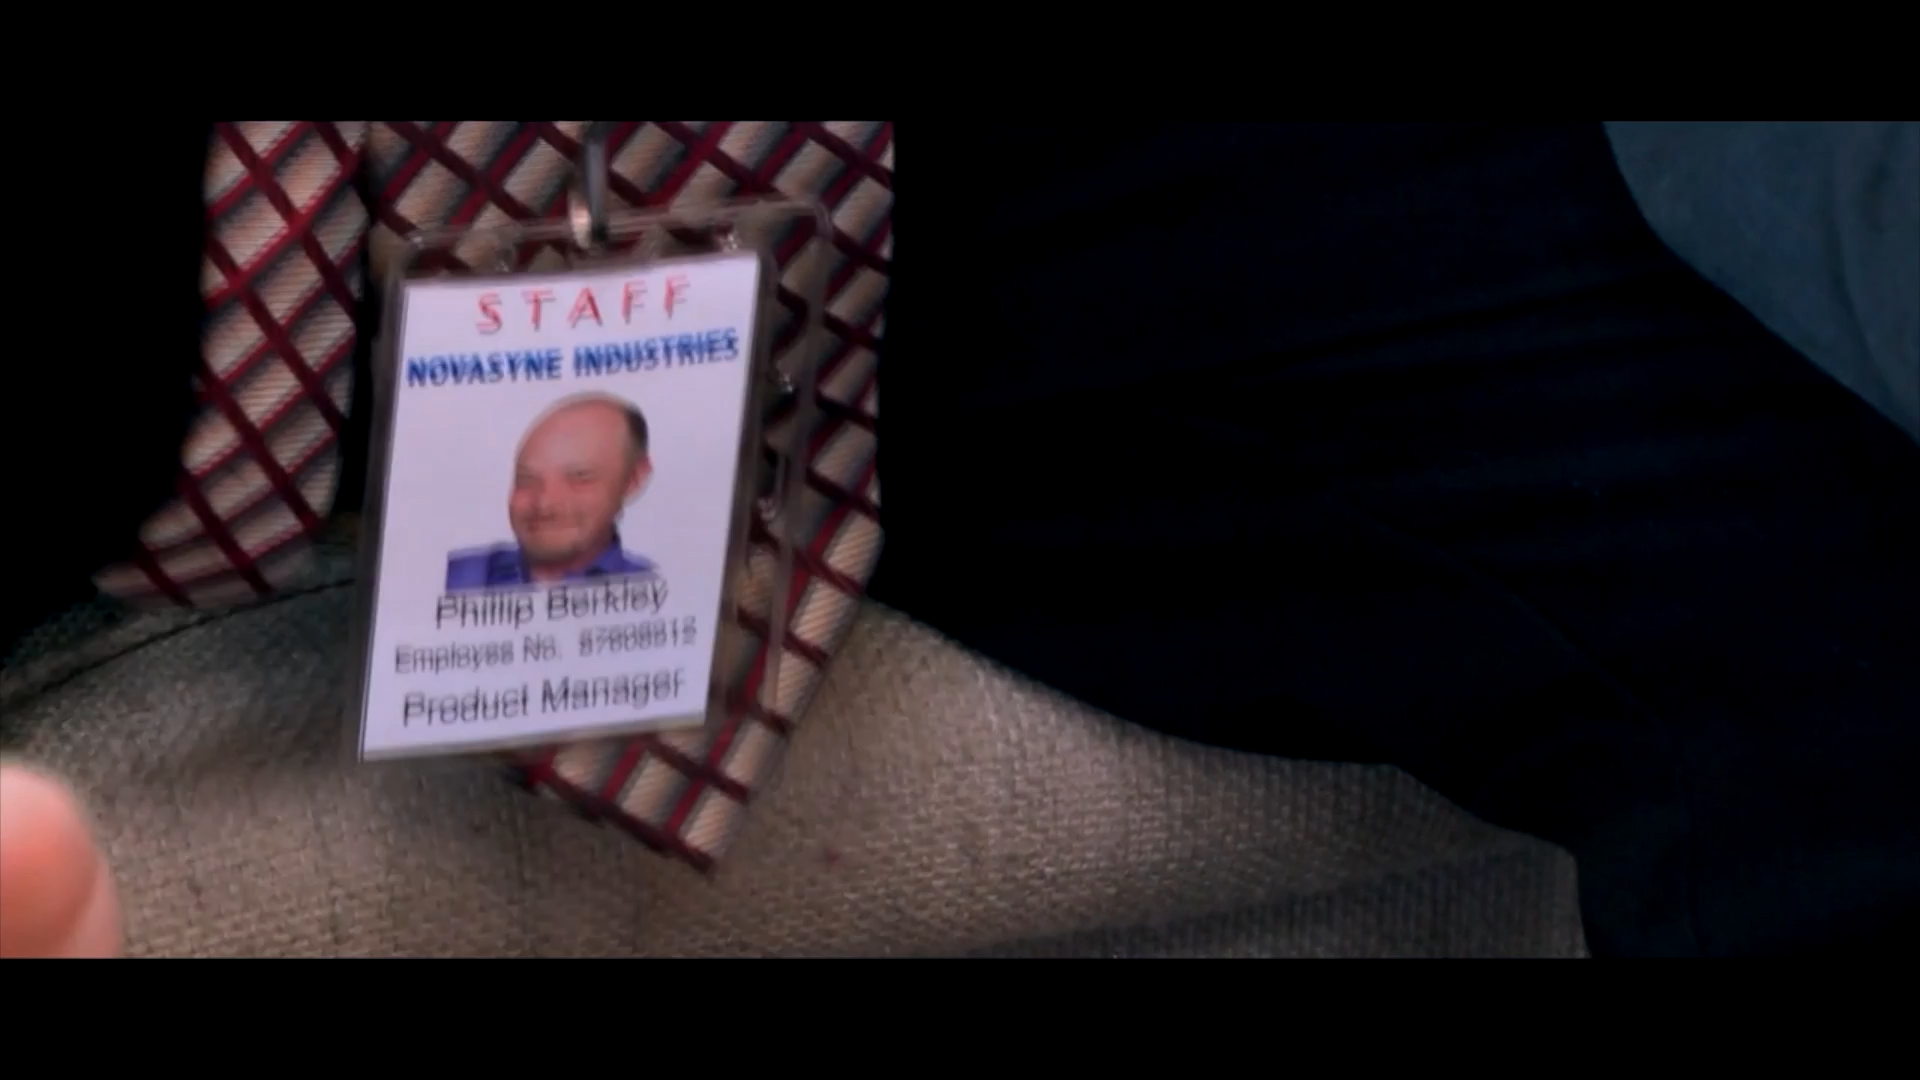 STAFF
NOVASYNE INDUSTRIES
Phillip Berkley
Employee No.
Product Manager